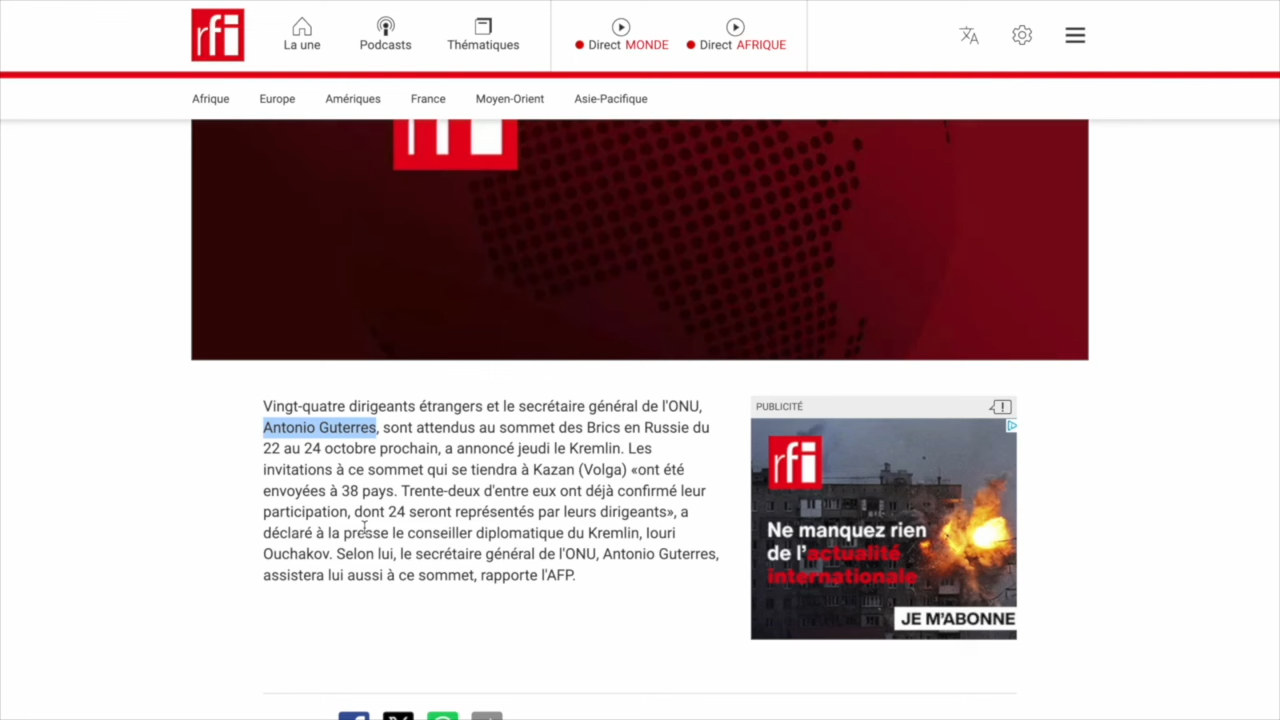 rfi
La une
Podcasts
Thématiques
Direct MONDE
Direct AFRIQUE
Afrique
Europe
Amériques
France
Moyen-Orient
Asie-Pacifique
Vingt-quatre dirigeants étrangers et le secrétaire général de l'ONU,
Antonio Guterres, sont attendus au sommet des Brics en Russie du
22 au 24 octobre prochain, a annoncé jeudi le Kremlin. Les
invitations à ce sommet qui se tiendra à Kazan (Volga) «ont été
envoyées à 38 pays. Trente-deux d'entre eux ont déjà confirmé leur
participation, dont 24 seront représentés par leurs dirigeants», a
déclaré à la presse le conseiller diplomatique du Kremlin, Iouri
Ouchakov. Selon lui, le secrétaire général de l'ONU, Antonio Guterres,
assistera lui aussi à ce sommet, rapporte l'AFP.
PUBLICITÉ
rfi
Ne manquez rien
de l'actualité
internationale
JE M'ABONNE